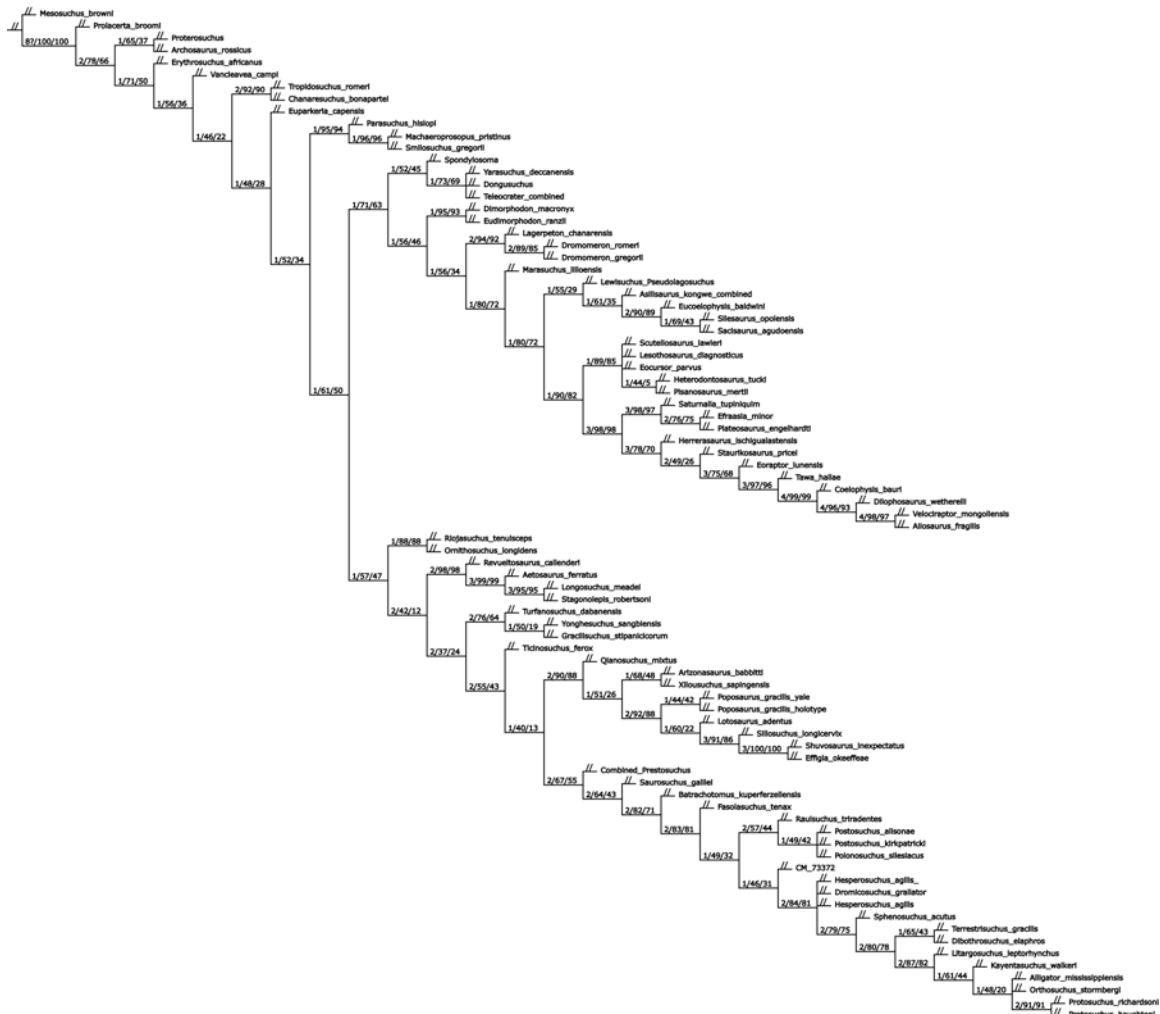 Mesosuchus_browni
Prolacerta_broomi
8?/100/100
Proterosuchus
1/65/37
Archosaurus_rossicus
2/78/66
Erythrosuchus_africanus
Vancleavea_campi
1/71/50
Tropidosuchus_romeri
2/92/90
Chanaresuchus_bonapartei
1/56/36
Euparkeria_capensis
Parasuchus_hislopi
1/95/94
Machaeroprosopus_pristinus
1/46/22
1/96/96
Smilosuchus_gregorii
Spondylosoma
1/52/45
Yarasuchus_deccanensis
1/48/28
1/73/69
Dongusuchus
Teleocrater_combined
1/71/63
Dimorphodon_macronyx
1/95/93
Eudimorphodon_ranzii
Lagerpeton_chanarensis
2/94/92
1/56/46
Dromomeron_romeri
2/89/85
Dromomeron_gregorii
1/52/34
Marasuchus_lilloensis
1/56/34
Lewisuchus_Pseudolagosuchus
1/55/29
Asilisaurus_kongwe_combined
1/61/35
Eucoelophysis_baldwini
1/80/72
2/90/89
Silesaurus_opolensis
1/69/43
Sacisaurus_agudoensis
Scutellosaurus_lawleri
1/80/72
Lesothosaurus_diagnosticus
1/89/85
Eocursor_parvus
Heterodontosaurus_tucki
1/44/5
Pisanosaurus_mertii
1/61/50
1/90/82
Saturnalia_tupiniquim
3/98/97
Efraasia_minor
2/76/75
Plateosaurus_engelhardti
3/98/98
Herrerasaurus_ischigualastensis
3/78/70
Staurikosaurus_pricei
2/49/26
Eoraptor_lunensis
3/75/68
Tawa_hallae
3/97/96
Coelophysis_bauri
4/99/99
Dilophosaurus_wetherilli
4/96/93
Velociraptor_mongoliensis
4/98/97
Allosaurus_fragilis
Riojasuchus_tenuisceps
1/88/88
Ornithosuchus_longidens
Revueltosaurus_callenderi
2/98/98
Aetosaurus_ferratus
1/57/47
3/99/99
Longosuchus_meadei
3/95/95
Stagonolepis_robertsoni
2/42/12
Turfanosuchus_dabanensis
2/76/64
Yonghesuchus_sangbiensis
1/50/19
Gracilisuchus_stipanicicorum
Ticinosuchus_ferox
2/37/24
Qianosuchus_mixtus
2/90/88
Arizonasaurus_babbitti
1/68/48
Xilousuchus_sapingensis
2/55/43
1/51/26
Poposaurus_gracilis_yale
1/44/42
Poposaurus_gracilis_holotype
2/92/88
Lotosaurus_adentus
1/40/13
1/60/22
Sillosuchus_longicervix
3/91/86
Shuvosaurus_inexpectatus
3/100/100
Effigia_okeeffeae
Combined_Prestosuchus
2/67/55
Saurosuchus_galilei
2/64/43
Batrachotomus_kuperferzellensis
2/82/71
Fasolasuchus_tenax
2/83/81
Rauisuchus_triradentes
2/57/44
Postosuchus_alisonae
1/49/42
Postosuchus_kirkpatricki
1/49/32
Polonosuchus_silesiacus
CM_73372
1/46/31
Hesperosuchus_agilis_
2/84/81
Dromicosuchus_grallator
Hesperosuchus_agilis
Sphenosuchus_acutus
2/79/75
Terrestrisuchus_gracilis
1/65/43
Dibothrosuchus_elaphros
2/80/78
Litargosuchus_leptorhynchus
2/87/82
Kayentasuchus_walkeri
1/61/44
Alligator_mississippiensis
1/48/20
Orthosuchus_stormbergi
Protosuchus_richardsoni
2/91/91
Protosuchus_haughtoni